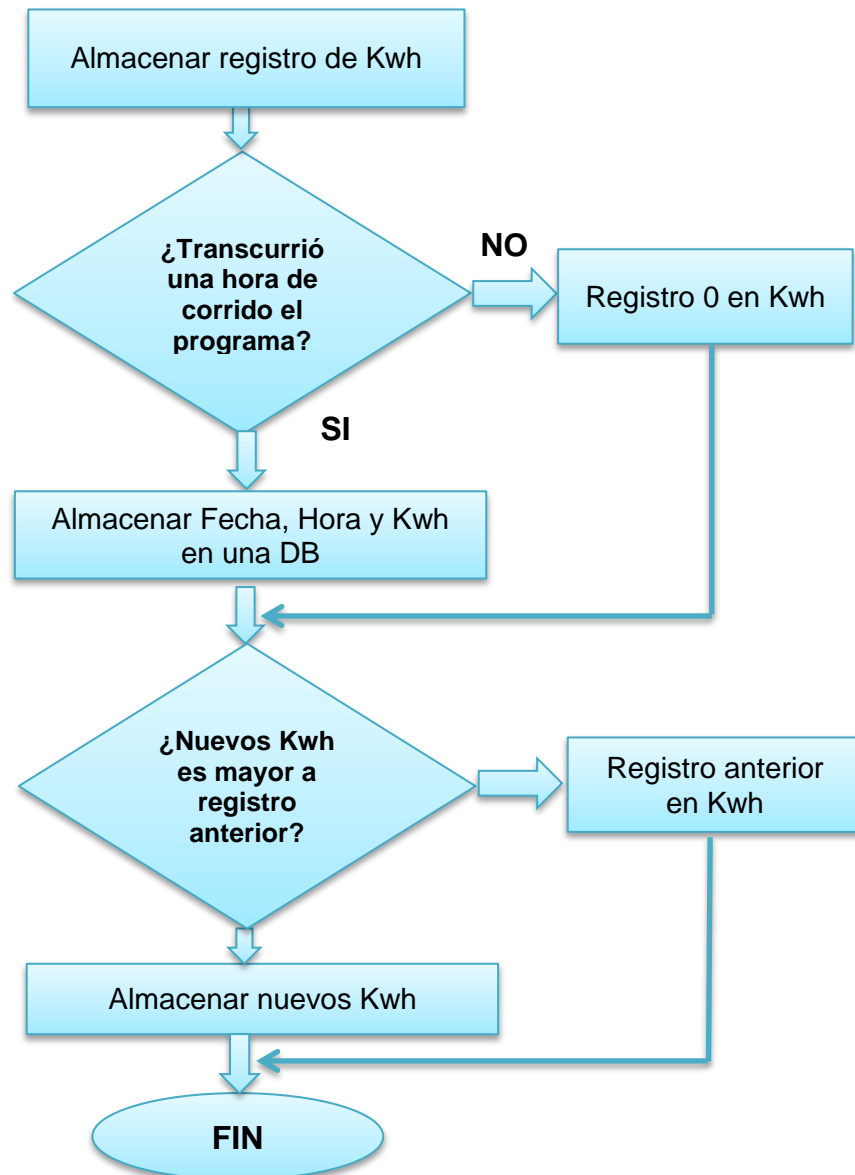 Almacenar registro de Kwh
¿Transcurrió
una hora de
corrido el
programa?
NO
Registro 0 en Kwh
SI
Almacenar Fecha, Hora y Kwh
en una DB
¿Nuevos Kwh
es mayor a
registro
anterior?
Registro anterior
en Kwh
Almacenar nuevos Kwh
FIN